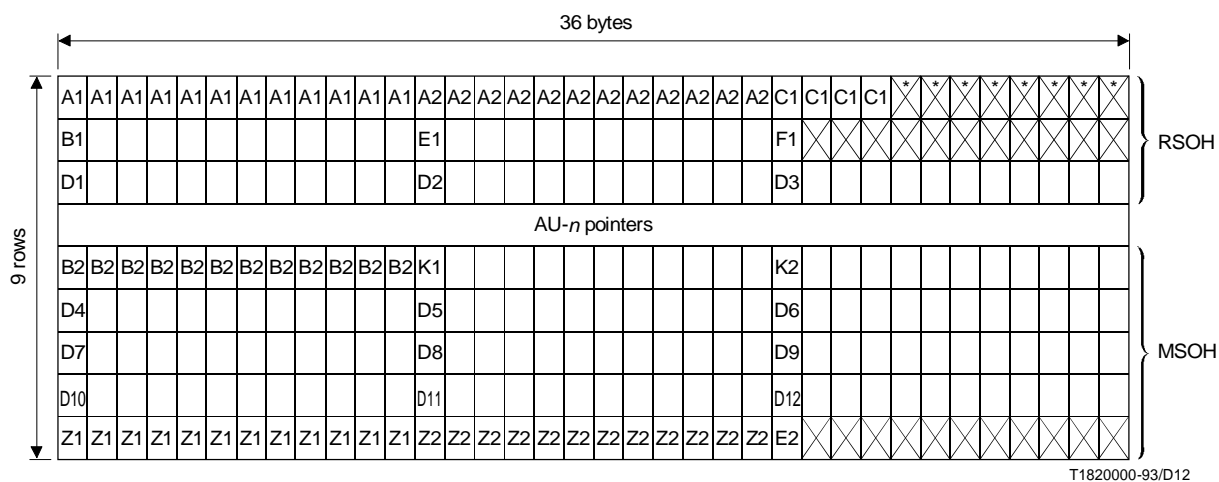 36 bytes
A1 A1 A1 A1 A1 A1 A1 A1 A1 A1 A1 A1 A2 A2 A2 A2 A2 A2 A2 A2 A2 A2 A2 A2 C1 C1 C1 C1 * * * * * * * *
B1 E1 F1
RSOH
D1 D2 D3
AU-n pointers
9 rows
B2 B2 B2 B2 B2 B2 B2 B2 B2 B2 B2 B2 K1 K2
D4 D5 D6
D7 D8 D9
MSOH
D10 D11 D12
Z1 Z1 Z1 Z1 Z1 Z1 Z1 Z1 Z1 Z1 Z1 Z1 Z2 Z2 Z2 Z2 Z2 Z2 Z2 Z2 Z2 Z2 Z2 Z2 E2
T1820000-93/D12